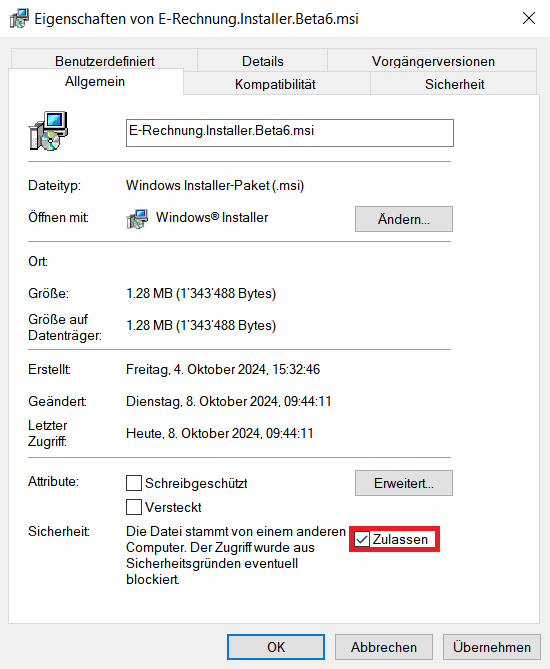 Eigenschaften von E-Rechnung.Installer.Beta6.msi
Benutzerdefiniert
Details
Vorgängerversionen
Allgemein
Kompatibilität
Sicherheit
E-Rechnung.Installer.Beta6.msi
Dateityp: Windows Installer-Paket (.msi)
Öffnen mit: Windows® Installer Ändern...
Ort:
Größe: 1.28 MB (1'343'488 Bytes)
Größe auf
Datenträger: 1.28 MB (1'343'488 Bytes)
Erstellt: Freitag, 4. Oktober 2024, 15:32:46
Geändert: Dienstag, 8. Oktober 2024, 09:44:11
Letzter
Zugriff: Heute, 8. Oktober 2024, 09:44:11
Attribute: Schreibgeschützt Erweitert...
Versteckt
Sicherheit: Die Datei stammt von einem anderen
Computer. Der Zugriff wurde aus
Sicherheitsgründen eventuell
blockiert.
Zulassen
OK Abbrechen Übernehmen